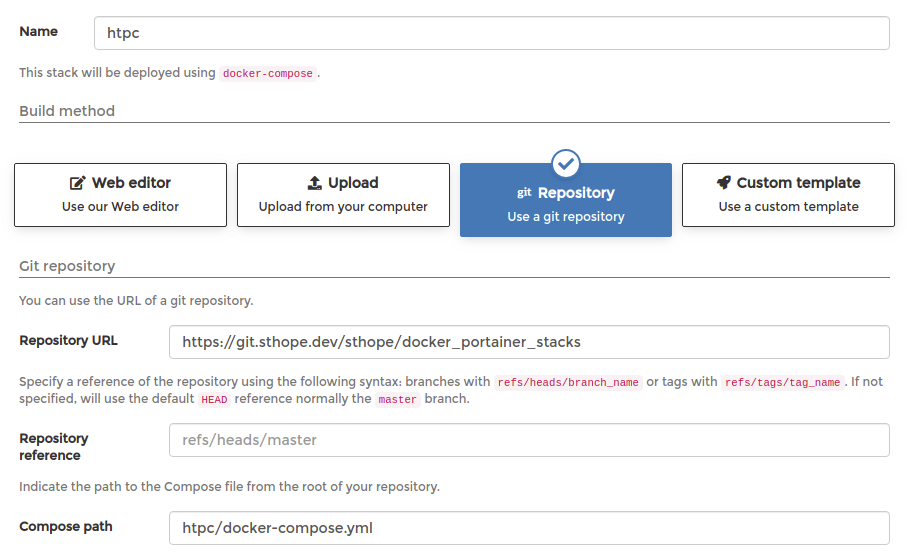 Name htpc
This stack will be deployed using docker-compose.
Build method
Web editor
Use our Web editor
Upload
Upload from your computer
git Repository
Use a git repository
Custom template
Use a custom template
Git repository
You can use the URL of a git repository.
Repository URL https://git.sthope.dev/sthope/docker_portainer_stacks
Specify a reference of the repository using the following syntax: branches with refs/heads/branch_name or tags with refs/tags/tag_name. If not
specified, will use the default HEAD reference normally the master branch.
Repository
reference
refs/heads/master
Indicate the path to the Compose file from the root of your repository.
Compose path htpc/docker-compose.yml